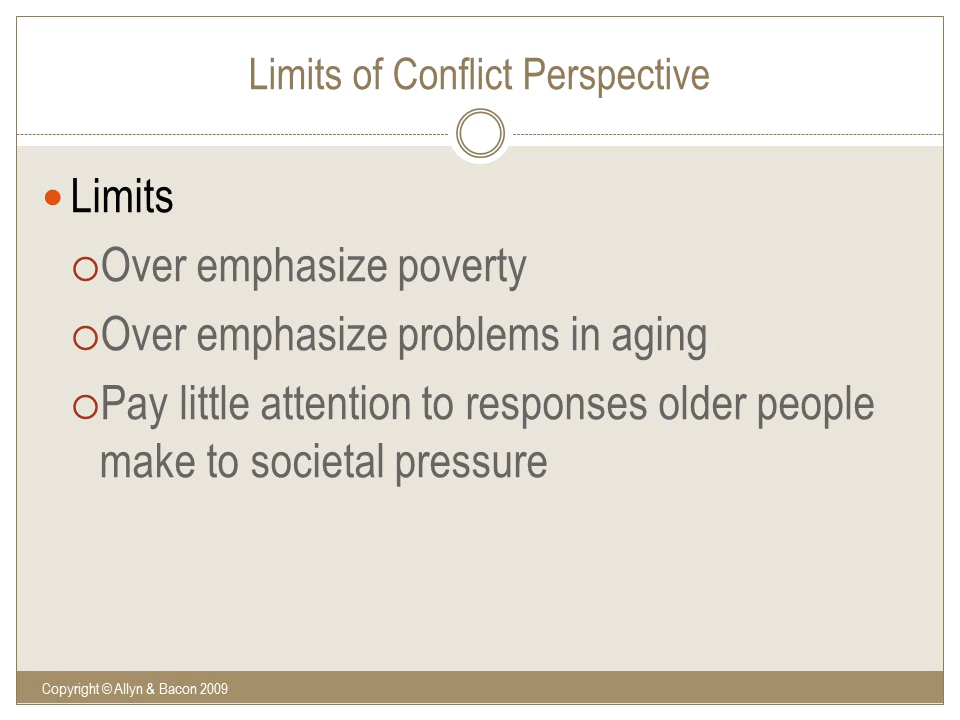 Limits of Conflict Perspective
Limits
Over emphasize poverty
Over emphasize problems in aging
Pay little attention to responses older people
make to societal pressure
Copyright © Allyn & Bacon 2009